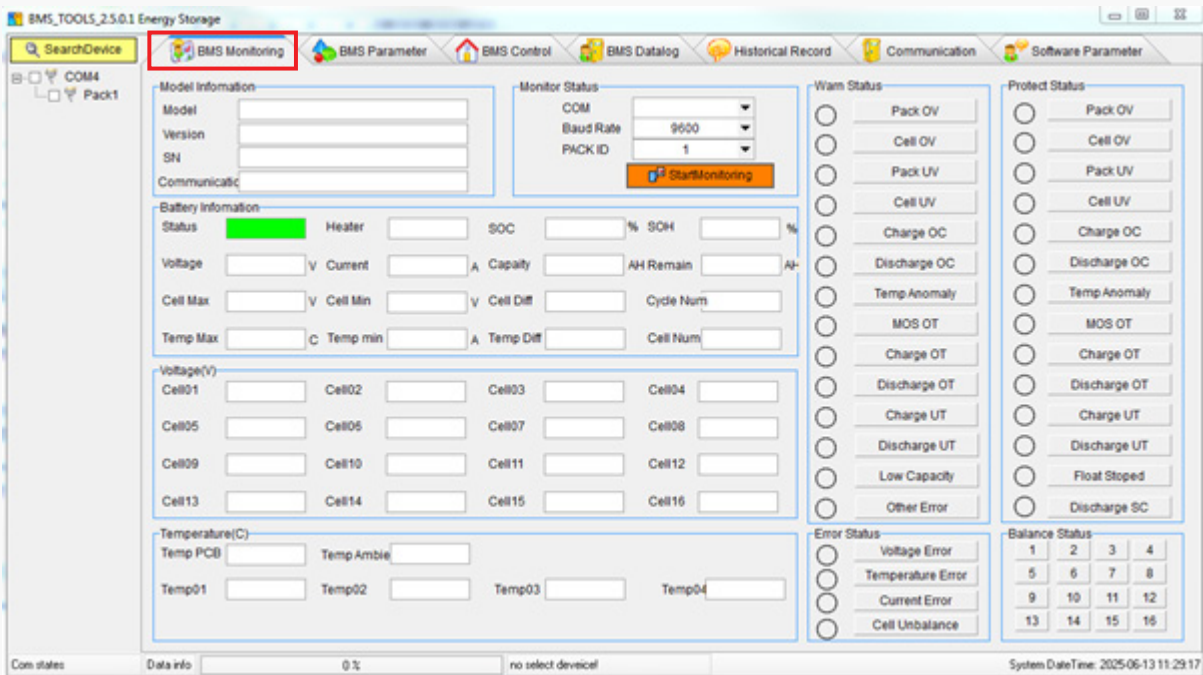 BMS_TOOLS_2.5.0.1 Energy Storage
SearchDevice
BMS Monitoring BMS Parameter BMS Control BMS Datalog Historical Record Communication Software Parameter
COM4
Pack1
Model Infomation
Model
Version
SN
Communicatic
Monitor Status
COM
Baud Rate 9600
PACK ID 1
StartMonitoring
Battery Infomation
Status Heater SOC % SOH %
Voltage V Current A Capaity AH Remain AH
Cell Max V Cell Min V Cell Diff Cycle Num
Temp Max C Temp min A Temp Diff Cell Num
Voltage(V)
Cell01 Cell02 Cell03 Cell04
Cell05 Cell06 Cell07 Cell08
Cell09 Cell10 Cell11 Cell12
Cell13 Cell14 Cell15 Cell16
Temperature(C)
Temp PCB Temp Ambie
Temp01 Temp02 Temp03 Temp04
Warn Status
Pack OV
Cell OV
Pack UV
Cell UV
Charge OC
Discharge OC
Temp Anomaly
MOS OT
Charge OT
Discharge OT
Charge UT
Discharge UT
Low Capacity
Other Error
Protect Status
Pack OV
Cell OV
Pack UV
Cell UV
Charge OC
Discharge OC
Temp Anomaly
MOS OT
Charge OT
Discharge OT
Charge UT
Discharge UT
Float Stoped
Discharge SC
Error Status
Voltage Error
Temperature Error
Current Error
Cell Unbalance
Balance Status
1 2 3 4
5 6 7 8
9 10 11 12
13 14 15 16
Com states Data info 0 % no select deveice! System DateTime: 2025-06-13 11:29:17